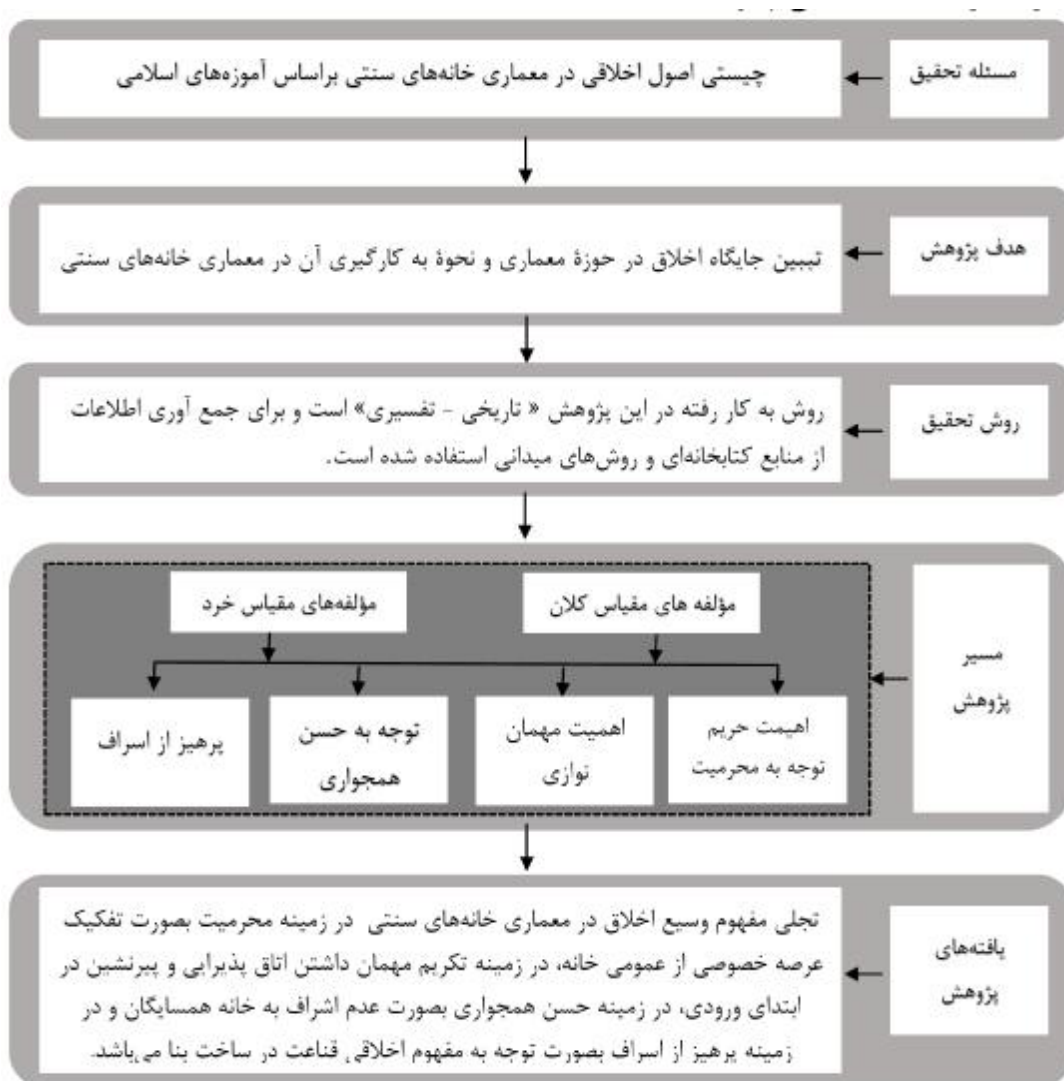 مسئله تحقیق
چیستی اصول اخلاقی در معماری خانه‌های سنتی براساس آموزه‌های اسلامی
هدف پژوهش
تبیین جایگاه اخلاق در حوزهٔ معماری و نحوهٔ به کارگیری آن در معماری خانه‌های سنتی
روش تحقیق
روش به کار رفته در این پژوهش « تاریخی - تفسیری» است و برای جمع آوری اطلاعات
از منابع کتابخانه‌ای و روش‌های میدانی استفاده شده است.
مسیر
پژوهش
مؤلفه های مقیاس کلان
مؤلفه‌های مقیاس خرد
اهیمت حریم
توجه به محرمیت
اهمیت مهمان
نوازی
توجه به حسن
همجواری
پرهیز از اسراف
یافته‌های
پژوهش
تجلی مفهوم وسیع اخلاق در معماری خانه‌های سنتی در زمینه محرمیت بصورت تفکیک
عرصه خصوصی از عمومی خانه، در زمینه تکریم مهمان داشتن اتاق پذیرایی و پیرنشین در
ابتدای ورودی، در زمینه حسن همجواری بصورت عدم اشراف به خانه همسایگان و در
زمینه پرهیز از اسراف بصورت توجه به مفهوم اخلاقی قناعت در ساخت بنا می‌باشد.